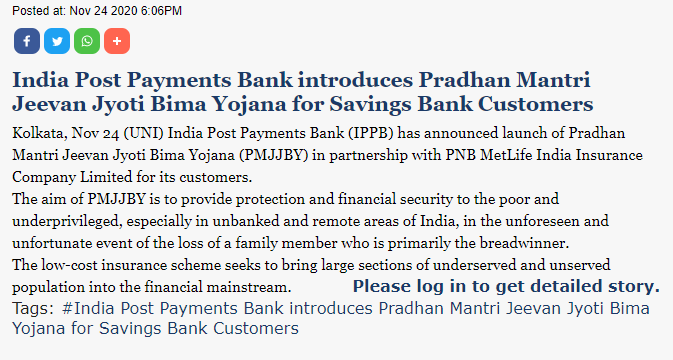 Posted at: Nov 24 2020 6:06PM
India Post Payments Bank introduces Pradhan Mantri
Jeevan Jyoti Bima Yojana for Savings Bank Customers
Kolkata, Nov 24 (UNI) India Post Payments Bank (IPPB) has announced launch of Pradhan
Mantri Jeevan Jyoti Bima Yojana (PMJJBY) in partnership with PNB MetLife India Insurance
Company Limited for its customers.
The aim of PMJJBY is to provide protection and financial security to the poor and
underprivileged, especially in unbanked and remote areas of India, in the unforeseen and
unfortunate event of the loss of a family member who is primarily the breadwinner.
The low-cost insurance scheme seeks to bring large sections of underserved and unserved
population into the financial mainstream. Please log in to get detailed story.
Tags: #India Post Payments Bank introduces Pradhan Mantri Jeevan Jyoti Bima
Yojana for Savings Bank Customers